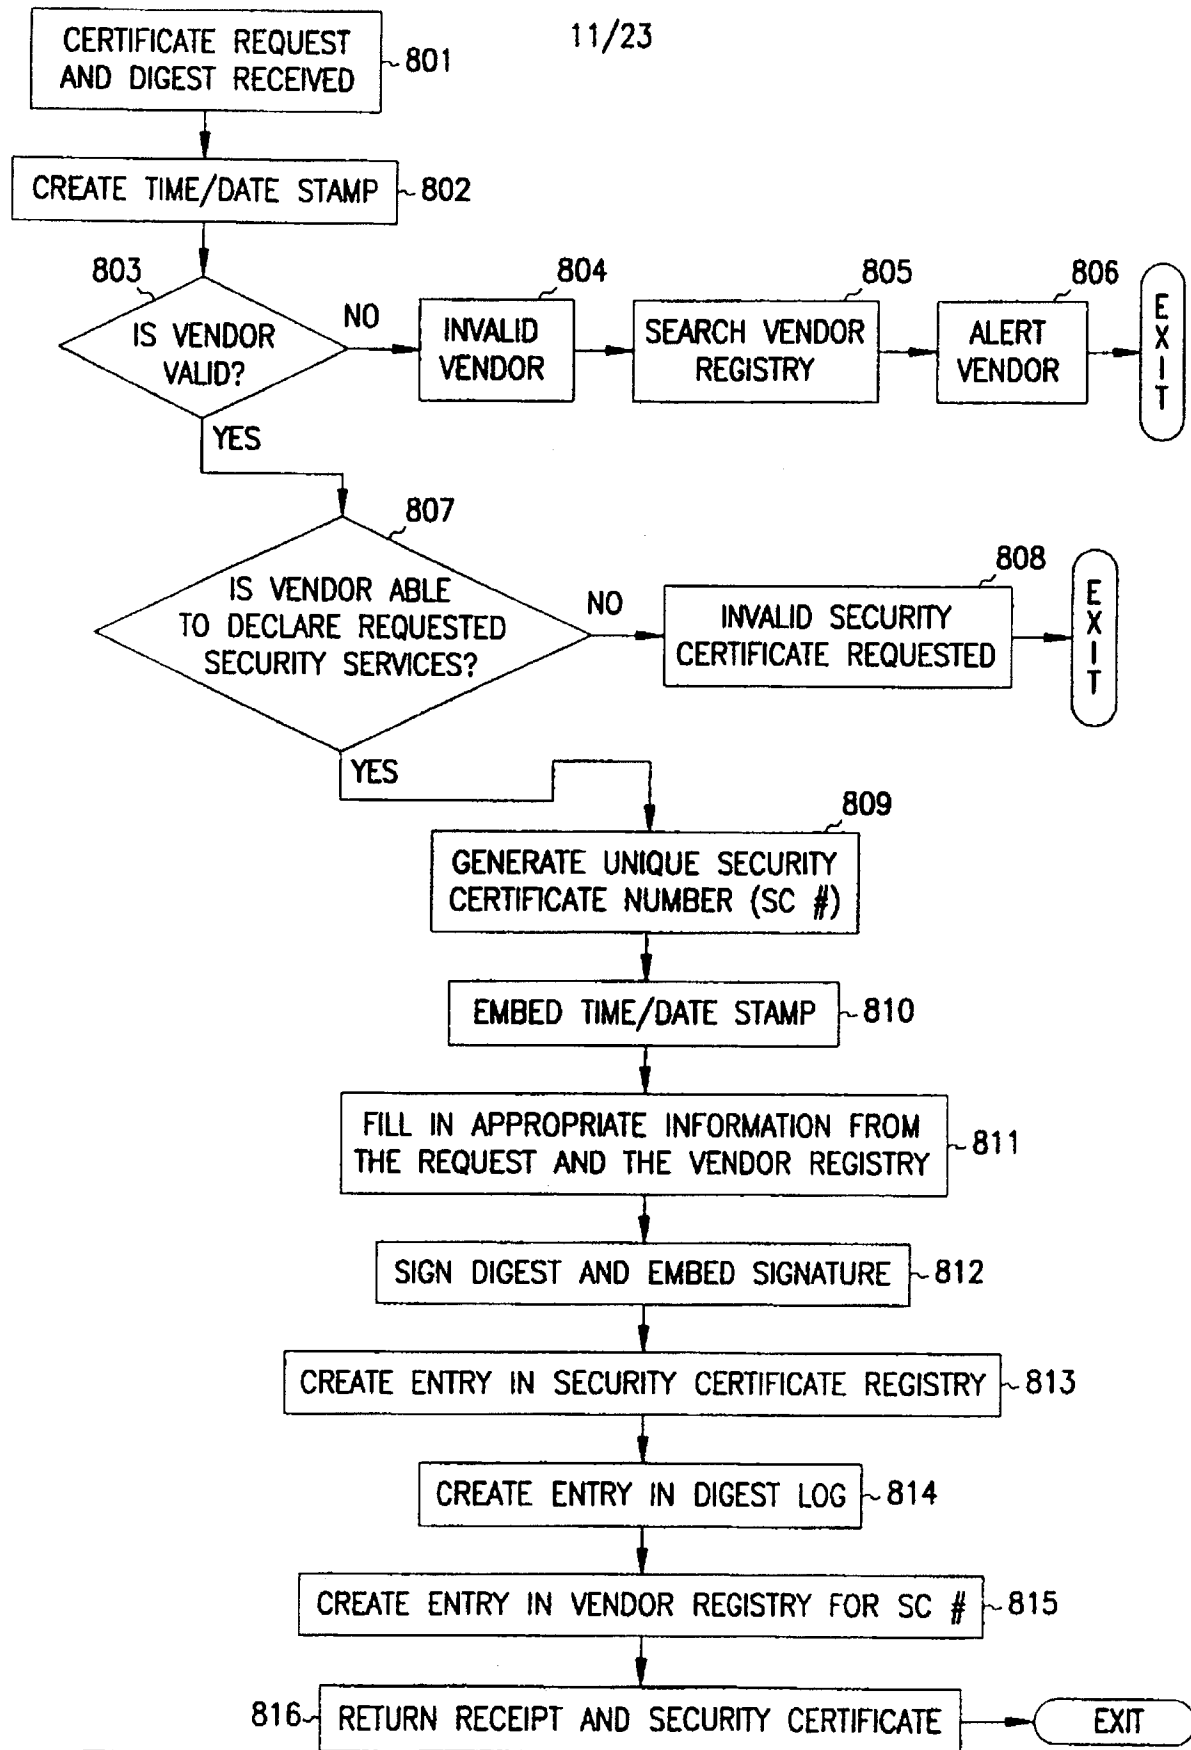 11/23
CERTIFICATE REQUEST
AND DIGEST RECEIVED
801
CREATE TIME/DATE STAMP
802
803
IS VENDOR
VALID?
NO
804
INVALID
VENDOR
805
SEARCH VENDOR
REGISTRY
806
ALERT
VENDOR
EXIT
YES
807
IS VENDOR ABLE
TO DECLARE REQUESTED
SECURITY SERVICES?
NO
808
INVALID SECURITY
CERTIFICATE REQUESTED
EXIT
YES
809
GENERATE UNIQUE SECURITY
CERTIFICATE NUMBER (SC #)
EMBED TIME/DATE STAMP
810
FILL IN APPROPRIATE INFORMATION FROM
THE REQUEST AND THE VENDOR REGISTRY
811
SIGN DIGEST AND EMBED SIGNATURE
812
CREATE ENTRY IN SECURITY CERTIFICATE REGISTRY
813
CREATE ENTRY IN DIGEST LOG
814
CREATE ENTRY IN VENDOR REGISTRY FOR SC #
815
816
RETURN RECEIPT AND SECURITY CERTIFICATE
EXIT